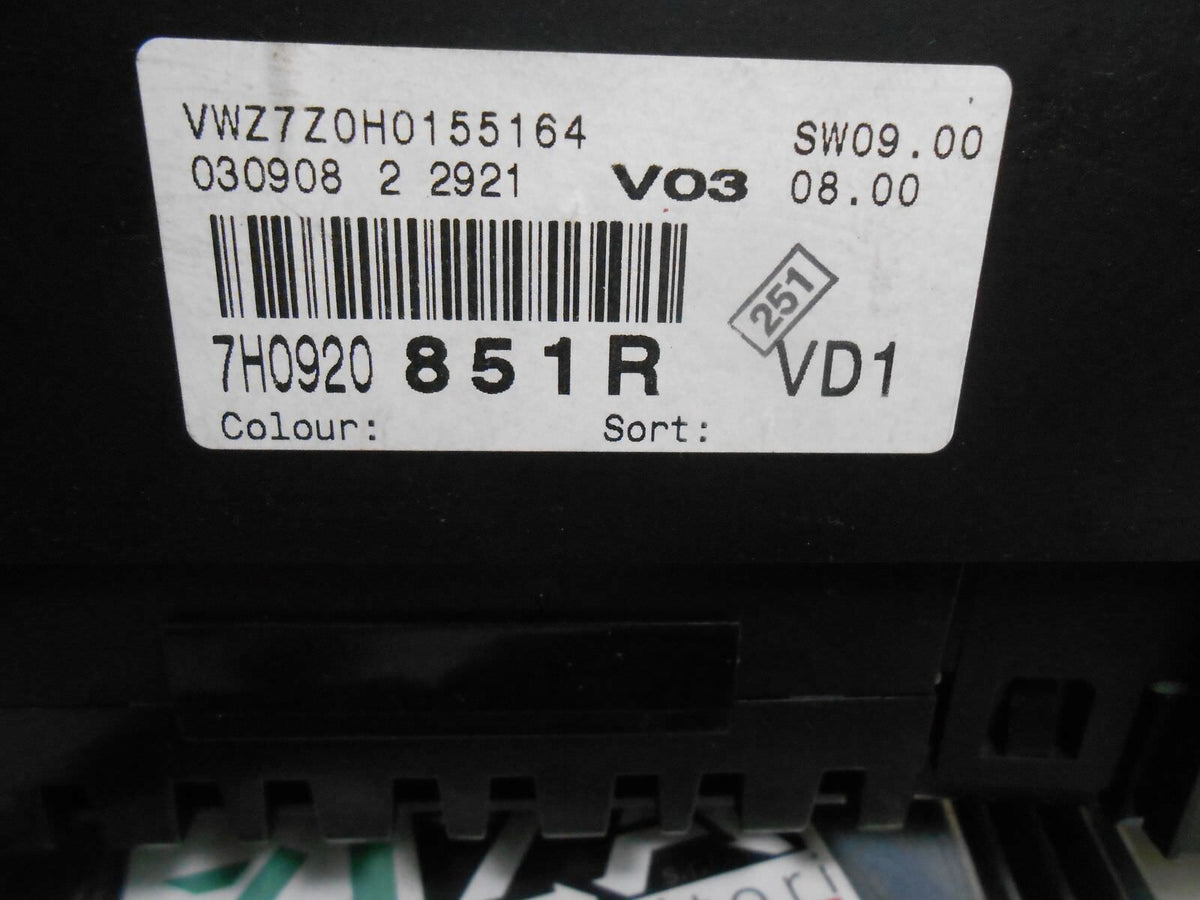 VWZ7Z0H0155164 SW09.00
030908 2 2921 V03 08.00
251
7H0920 851R VD1
Colour: Sort: